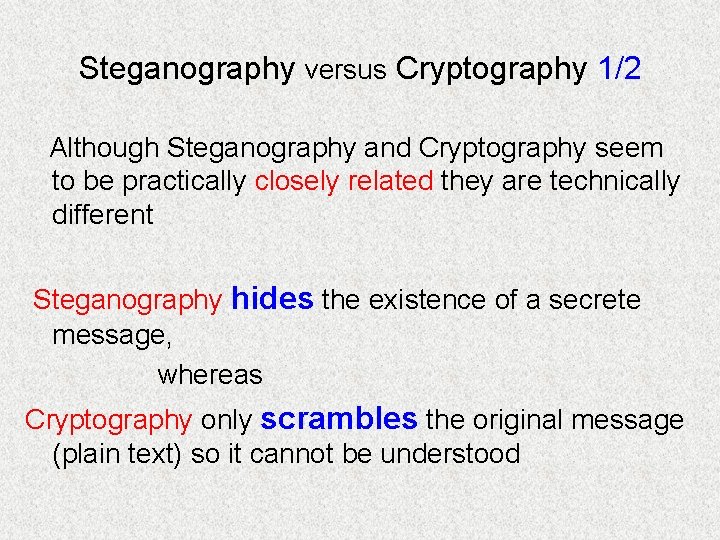 Steganography versus Cryptography 1/2
Although Steganography and Cryptography seem
to be practically closely related they are technically
different
Steganography hides the existence of a secrete
message,
whereas
Cryptography only scrambles the original message
(plain text) so it cannot be understood